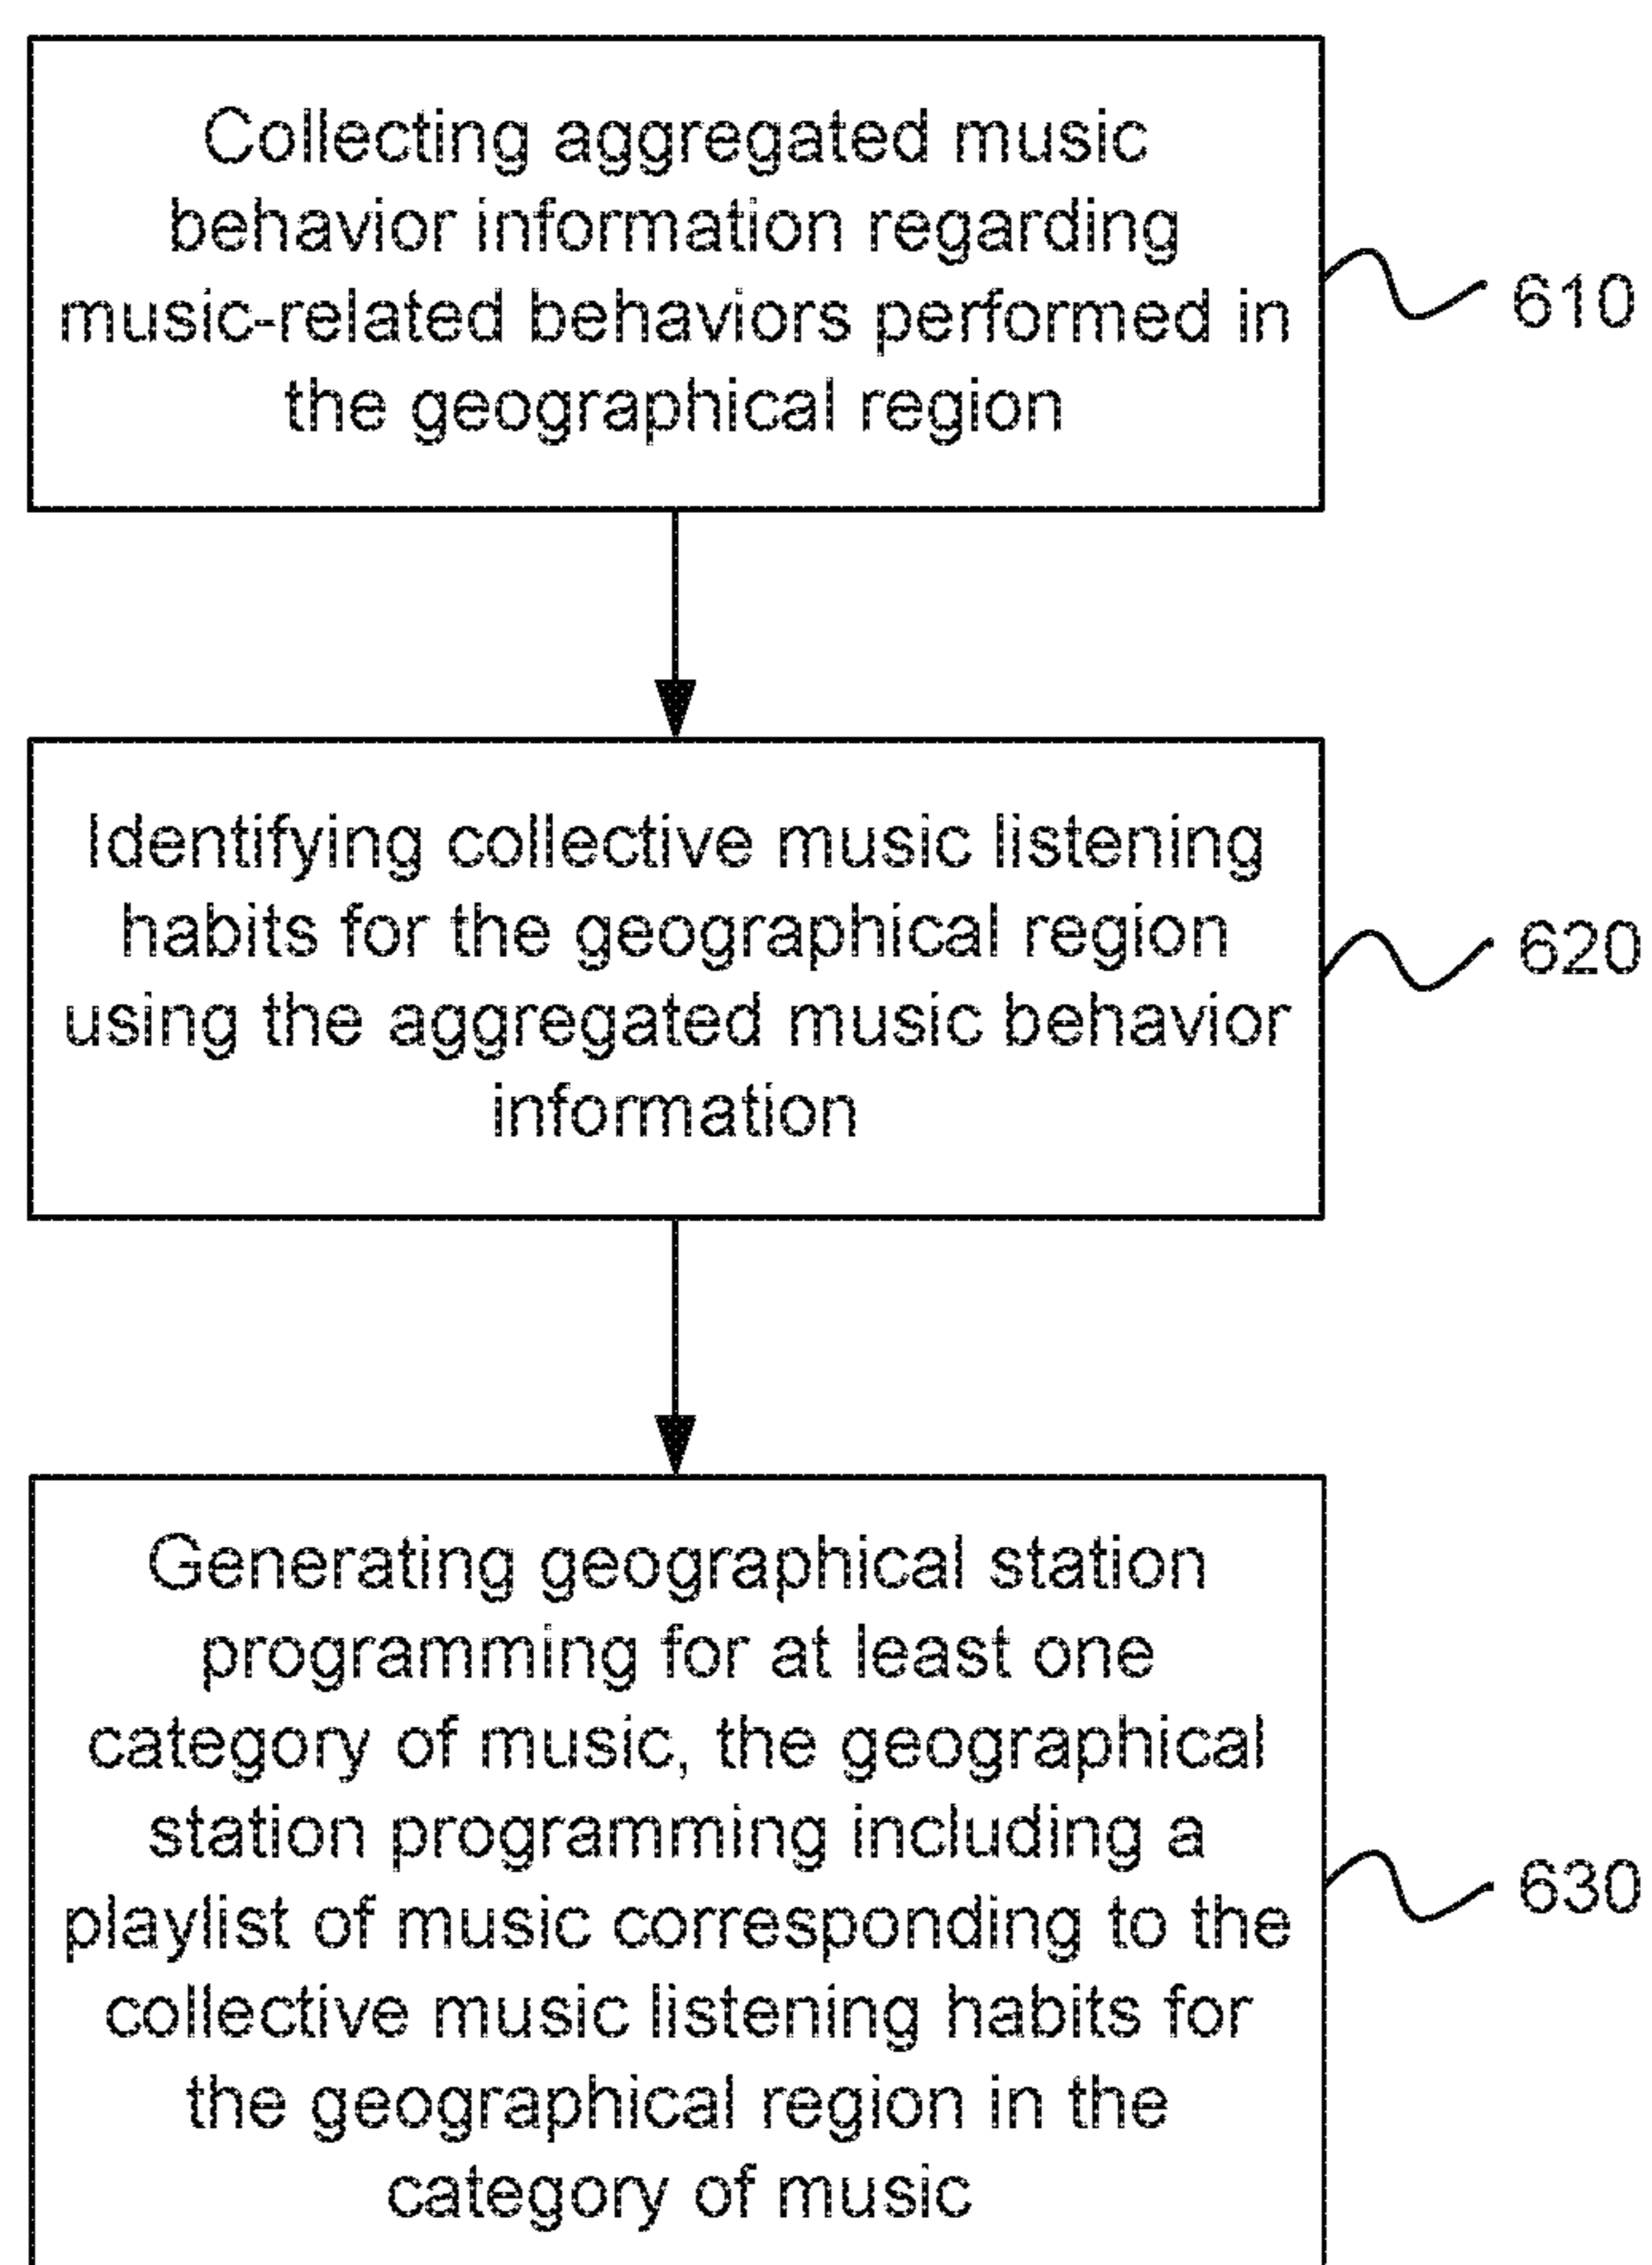 Collecting aggregated music
behavior information regarding
music-related behaviors performed in
the geographical region
610
Identifying collective music listening
habits for the geographical region
using the aggregated music behavior
information
620
Generating geographical station
programming for at least one
category of music, the geographical
station programming including a
playlist of music corresponding to the
collective music listening habits for
the geographical region in the
category of music
630